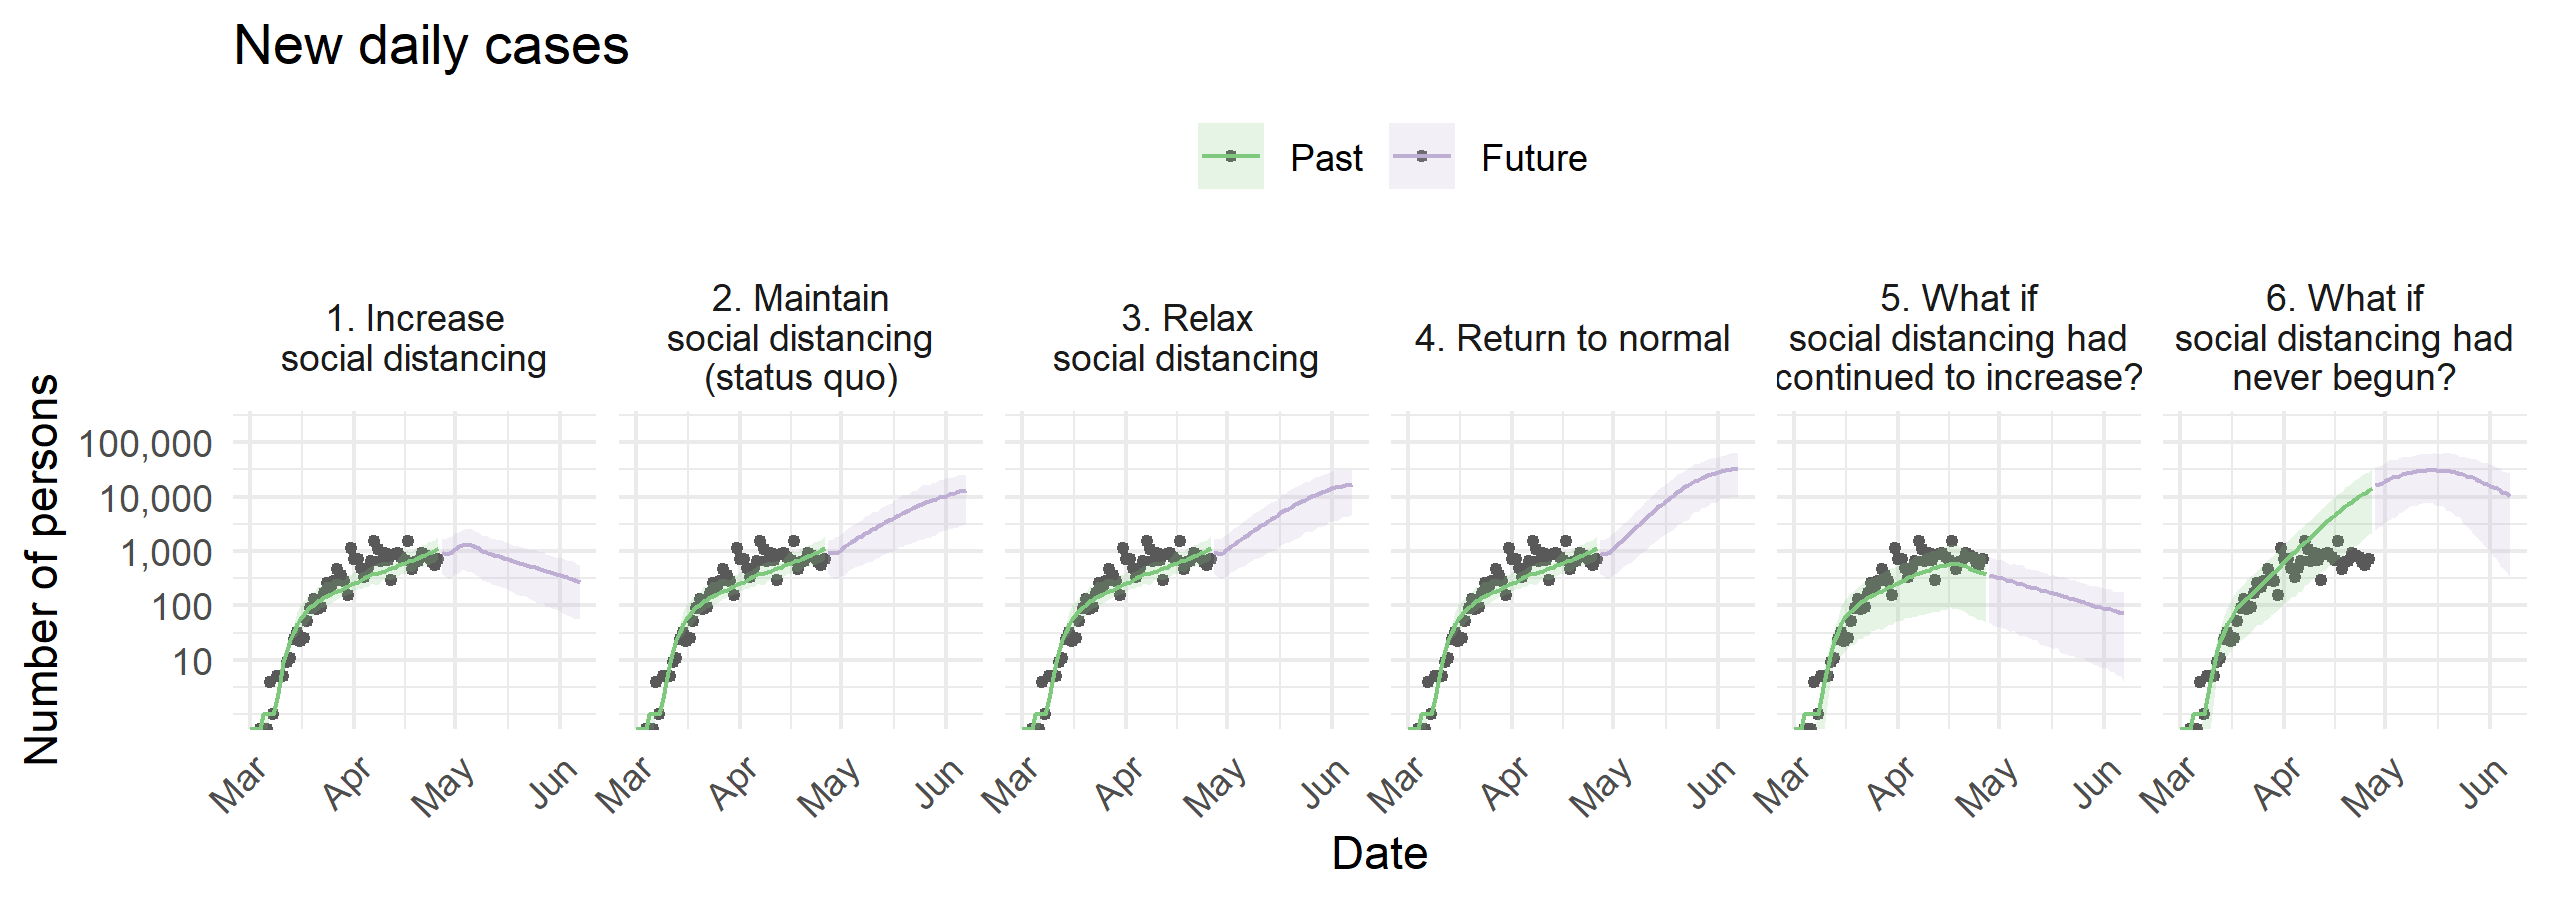 New daily cases
Past
Future
1. Increase
social distancing
2. Maintain
social distancing
(status quo)
3. Relax
social distancing
4. Return to normal
5. What if
social distancing had
continued to increase?
6. What if
social distancing had
never begun?
Number of persons
100,000
10,000
1,000
100
10
Mar
Apr
May
Jun
Mar
Apr
May
Jun
Mar
Apr
May
Jun
Mar
Apr
May
Jun
Mar
Apr
May
Jun
Mar
Apr
May
Jun
Date